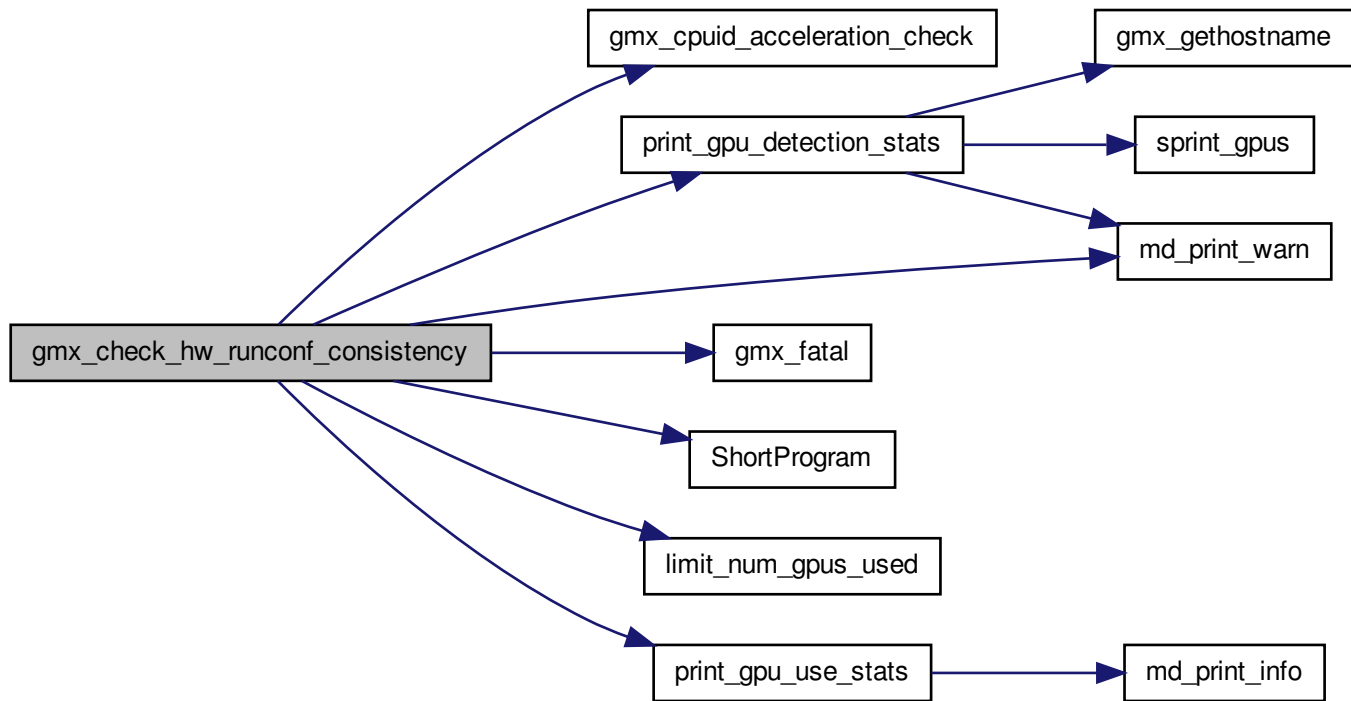 gmx_cpuid_acceleration_check
gmx_gethostname
print_gpu_detection_stats
sprint_gpus
md_print_warn
gmx_check_hw_runconf_consistency
gmx_fatal
ShortProgram
limit_num_gpus_used
print_gpu_use_stats
md_print_info